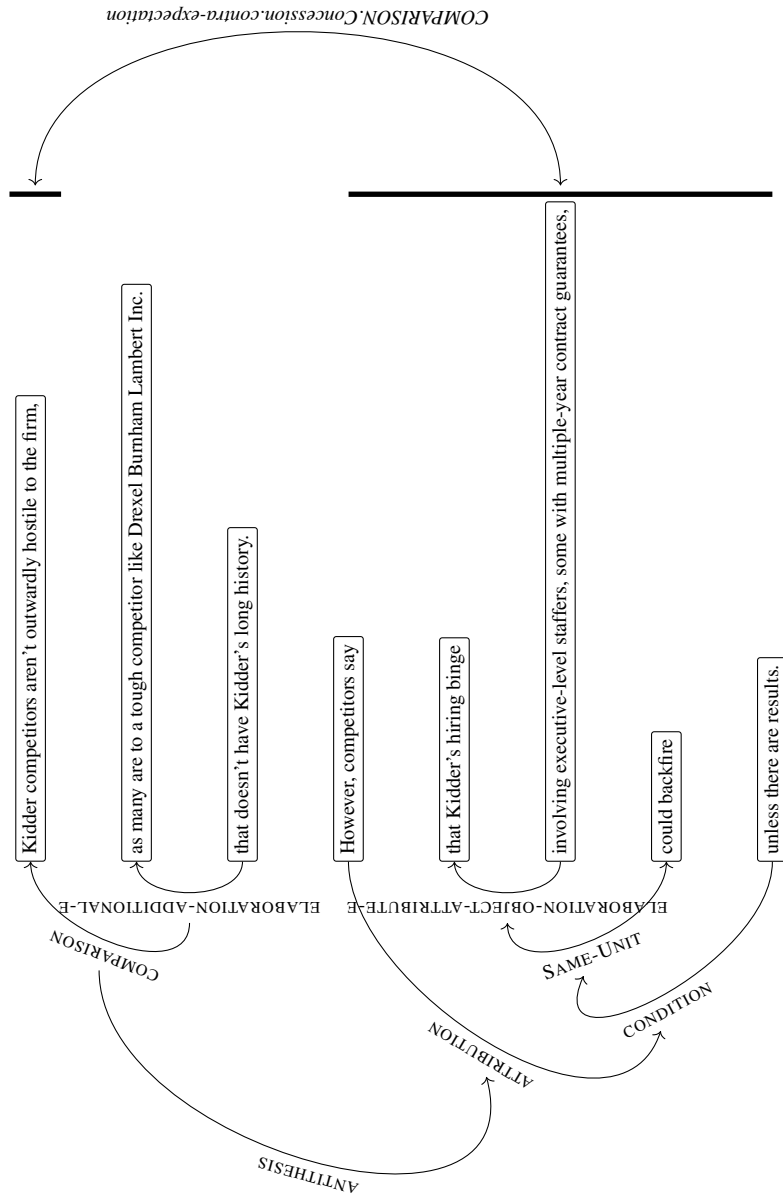 COMPARISON.Concession.contra-expectation
Kidder competitors aren't outwardly hostile to the firm,
as many are to a tough competitor like Drexel Burnham Lambert Inc.
that doesn't have Kidder's long history.
However, competitors say
that Kidder's hiring binge
involving executive-level staffers, some with multiple-year contract guarantees,
could backfire
unless there are results.
ELABORATION-ADDITIONAL-E
ELABORATION-OBJECT-ATTRIBUTE-E
COMPARISON
SAME-UNIT
CONDITION
ATTRIBUTION
ANTITHESIS